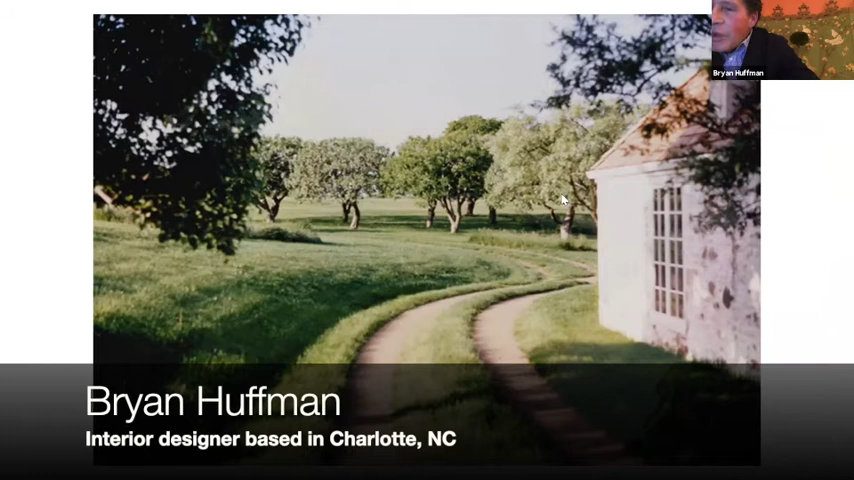 Bryan Huffman
Bryan Huffman
Interior designer based in Charlotte, NC